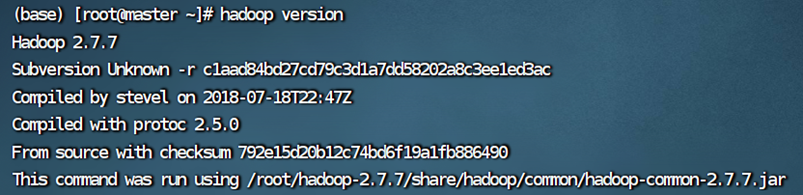 (base) [root@master ~]# hadoop version
Hadoop 2.7.7
Subversion Unknown -r c1aad84bd27cd79c3d1a7dd58202a8c3ee1ed3ac
Compiled by stevel on 2018-07-18T22:47Z
Compiled with protoc 2.5.0
From source with checksum 792e15d20b12c74bd6f19a1fb886490
This command was run using /root/hadoop-2.7.7/share/hadoop/common/hadoop-common-2.7.7.jar